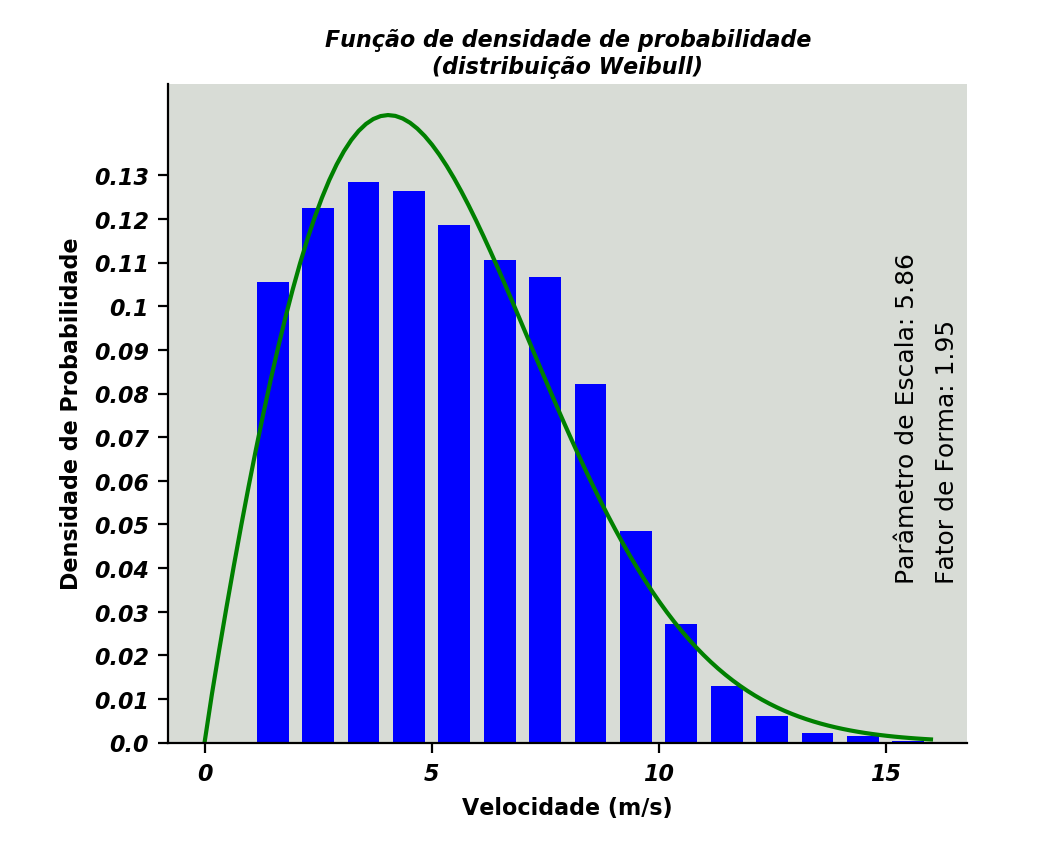 Função de densidade de probabilidade
(distribuição Weibull)
Densidade de Probabilidade
0.13
0.12
0.11
0.1
0.09
0.08
0.07
0.06
0.05
0.04
0.03
0.02
0.01
0.0
Parâmetro de Escala: 5.86
Fator de Forma: 1.95
0 5 10 15
Velocidade (m/s)